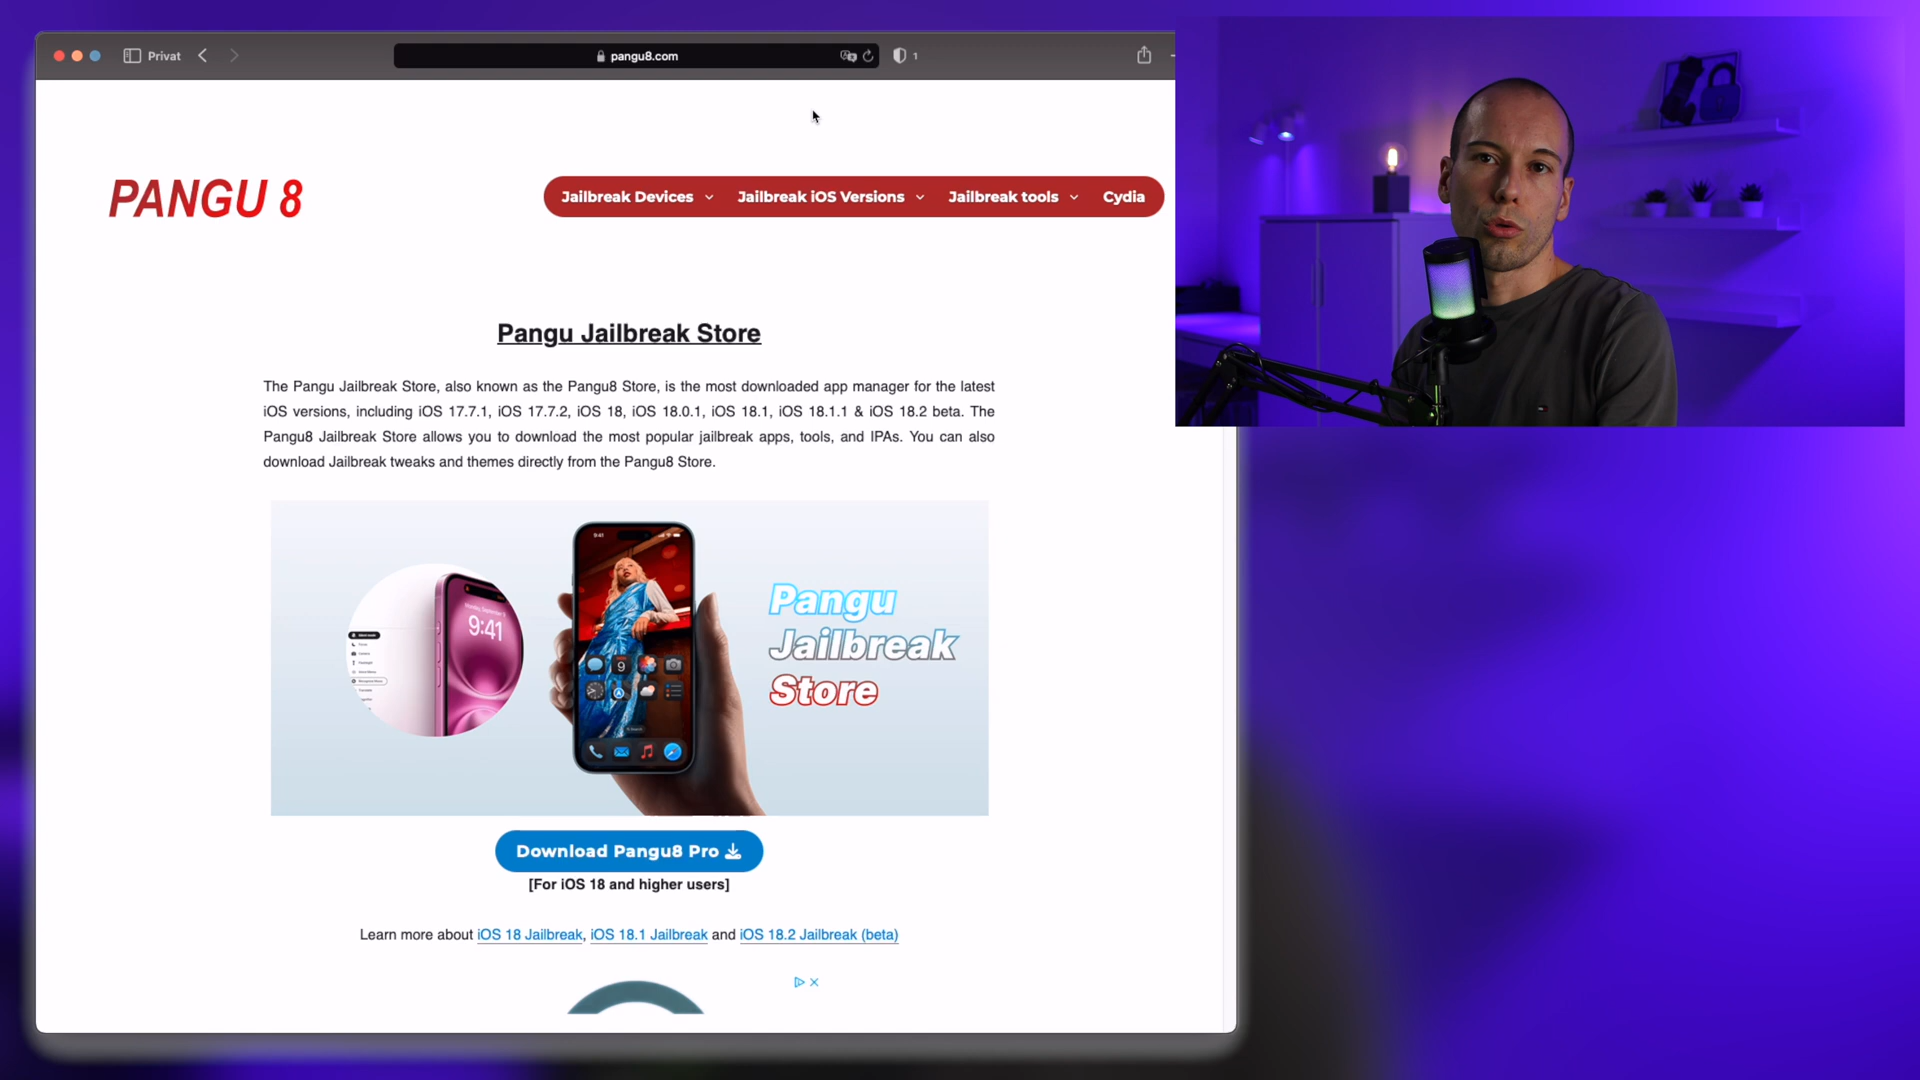 Privat
pangu8.com
1
PANGU 8
Jailbreak Devices
Jailbreak iOS Versions
Jailbreak tools
Cydia
Pangu Jailbreak Store
The Pangu Jailbreak Store, also known as the Pangu8 Store, is the most downloaded app manager for the latest
iOS versions, including iOS 17.7.1, iOS 17.7.2, iOS 18, iOS 18.0.1, iOS 18.1, iOS 18.1.1 & iOS 18.2 beta. The
Pangu8 Jailbreak Store allows you to download the most popular jailbreak apps, tools, and IPAs. You can also
download Jailbreak tweaks and themes directly from the Pangu8 Store.
9:41
9:41
9
Pangu
Jailbreak
Store
Download Pangu8 Pro
[For iOS 18 and higher users]
Learn more about iOS 18 Jailbreak, iOS 18.1 Jailbreak and iOS 18.2 Jailbreak (beta)